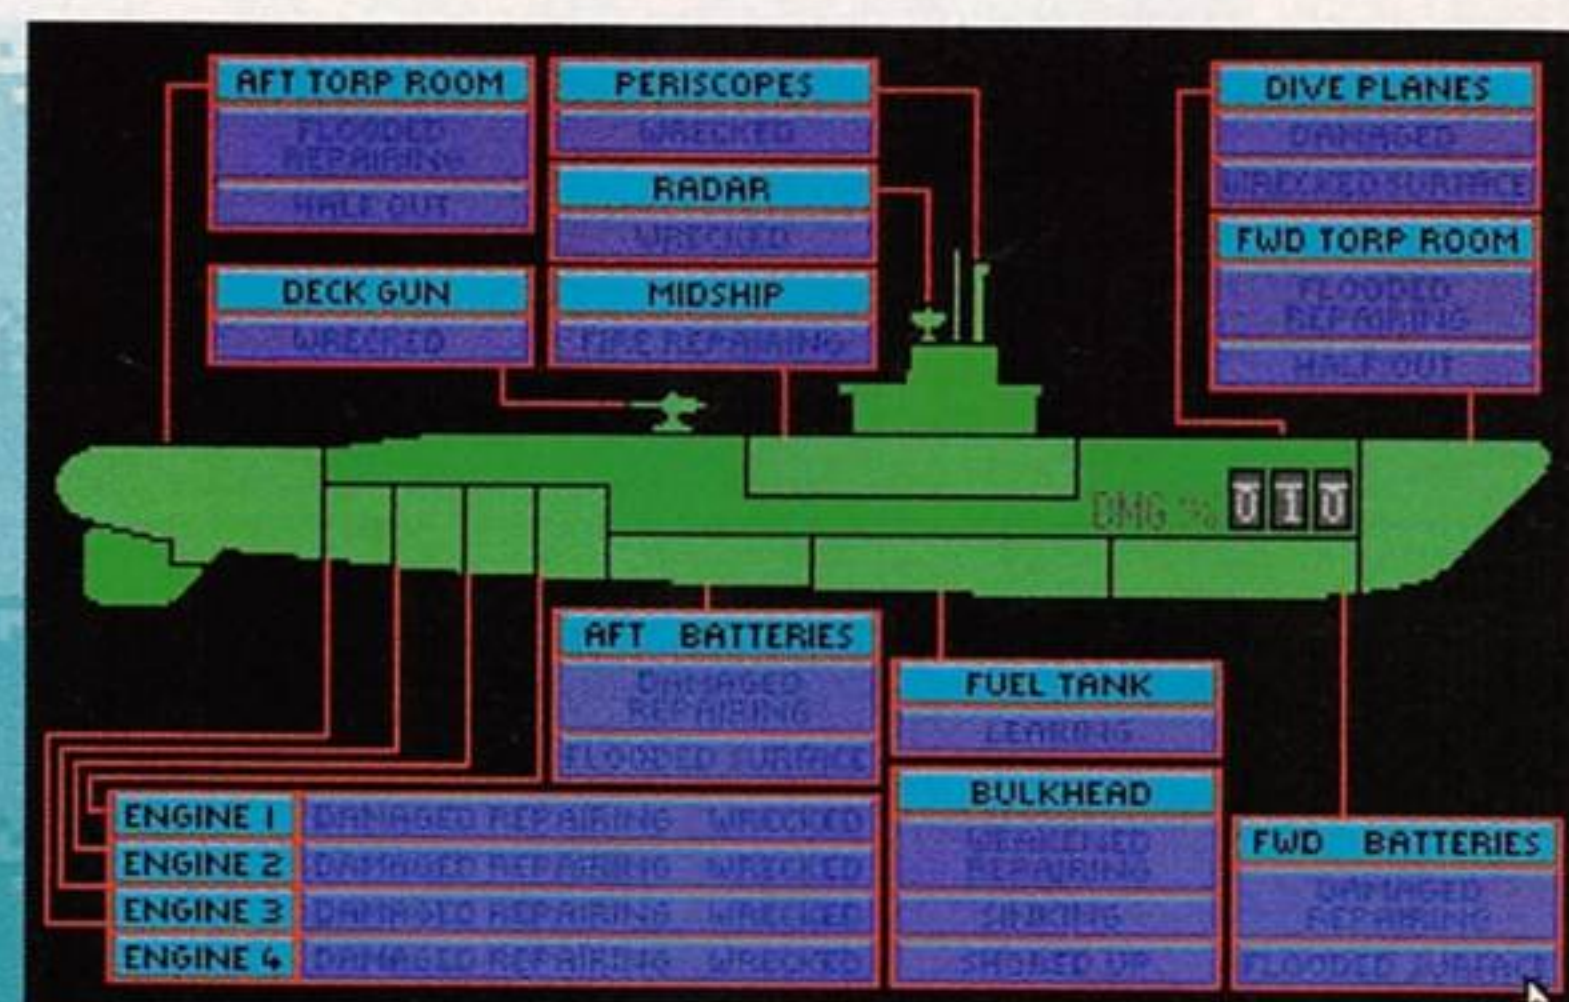 AFT TORP ROOM
FLOODED
REPAIRING
HALF OUT
PERISCOPES
WRECKED
RADAR
WRECKED
DIVE PLANES
DAMAGED
WRECKED SURFACE
FWD TORP ROOM
FLOODED
REPAIRING
HALF OUT
DECK GUN
WRECKED
MIDSHIP
FIRE REPAIRING
DMG % 010
AFT BATTERIES
DAMAGED
REPAIRING
FLOODED SURFACE
FUEL TANK
LEAKING
BULKHEAD
WEAKENED
REPAIRING
SINKING
SHORED UP
FWD BATTERIES
DAMAGED
REPAIRING
FLOODED SURFACE
ENGINE 1 DAMAGED REPAIRING WRECKED
ENGINE 2 DAMAGED REPAIRING WRECKED
ENGINE 3 DAMAGED REPAIRING WRECKED
ENGINE 4 DAMAGED REPAIRING WRECKED